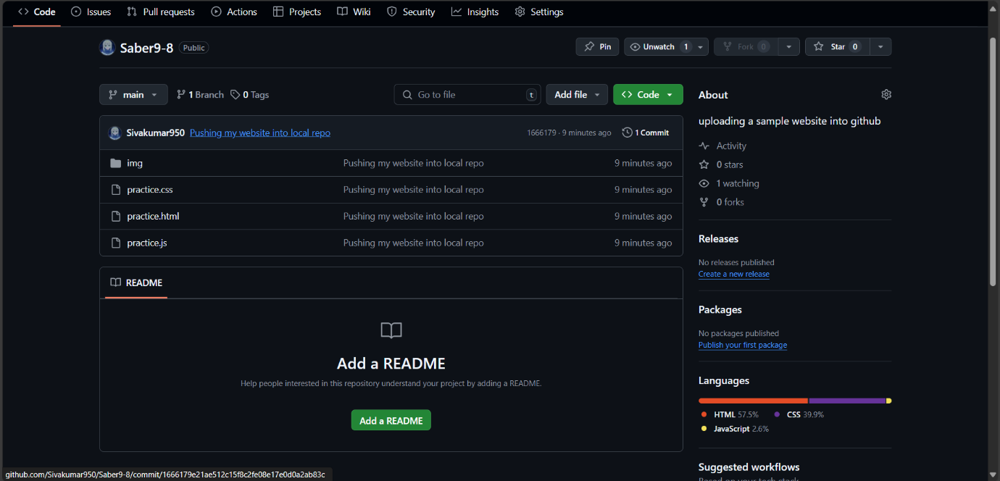 Code Issues Pull requests Actions Projects Wiki Security Insights Settings
Saber9-8 Public
Pin Unwatch 1 Fork 0 Star 0
main 1 Branch 0 Tags Go to file t Add file Code
Sivakumar950 Pushing my website into local repo 1666179 · 9 minutes ago 1 Commit
img Pushing my website into local repo 9 minutes ago
practice.css Pushing my website into local repo 9 minutes ago
practice.html Pushing my website into local repo 9 minutes ago
practice.js Pushing my website into local repo 9 minutes ago
README
Add a README
Help people interested in this repository understand your project by adding a README.
Add a README
About
uploading a sample website into github
Activity
0 stars
1 watching
0 forks
Releases
No releases published
Create a new release
Packages
No packages published
Publish your first package
Languages
HTML 57.5% CSS 39.9%
JavaScript 2.6%
Suggested workflows
Based on your tech stack
github.com/Sivakumar950/Saber9-8/commit/1666179e21ae512c15f8c2fe08e17e0d0a2ab83c